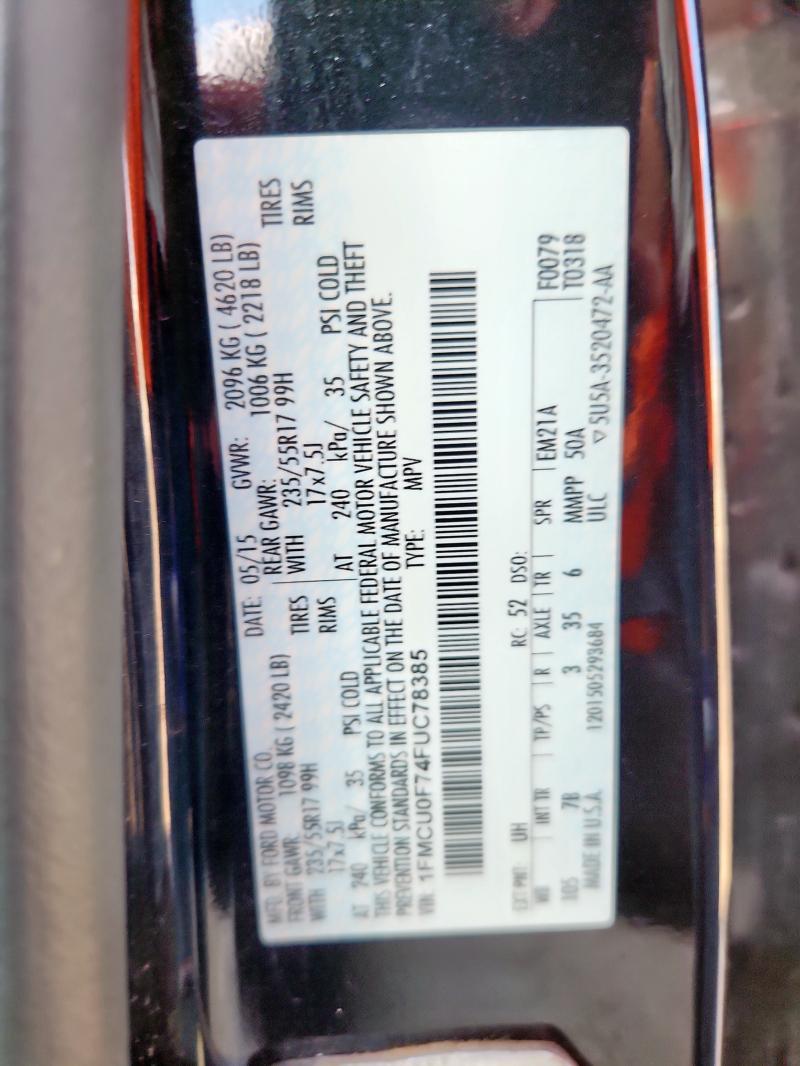 MFD. BY FORD MOTOR CO.
DATE: 05/15 GVWR: 2096 KG ( 4620 LB)
FRONT GAWR: 1098 KG ( 2420 LB) REAR GAWR: 1006 KG ( 2218 LB)
WITH 235/55R17 99H TIRES WITH 235/55R17 99H TIRES
17x7.5J RIMS 17x7.5J RIMS
AT 240 kPa/ 35 PSI COLD AT 240 kPa/ 35 PSI COLD
THIS VEHICLE CONFORMS TO ALL APPLICABLE FEDERAL MOTOR VEHICLE SAFETY AND THEFT
PREVENTION STANDARDS IN EFFECT ON THE DATE OF MANUFACTURE SHOWN ABOVE.
VIN: 1FMCU0F74FUC78385 TYPE: MPV
EXT PNT: UH RC: 52 DSO:
WB INT TR TP/PS R AXLE TR SPR EM21A F0079
105 7B 3 35 6 MMPP 50A T0318
MADE IN U.S.A. 1201505293684 ULC ▽5U5A-3520472-AA